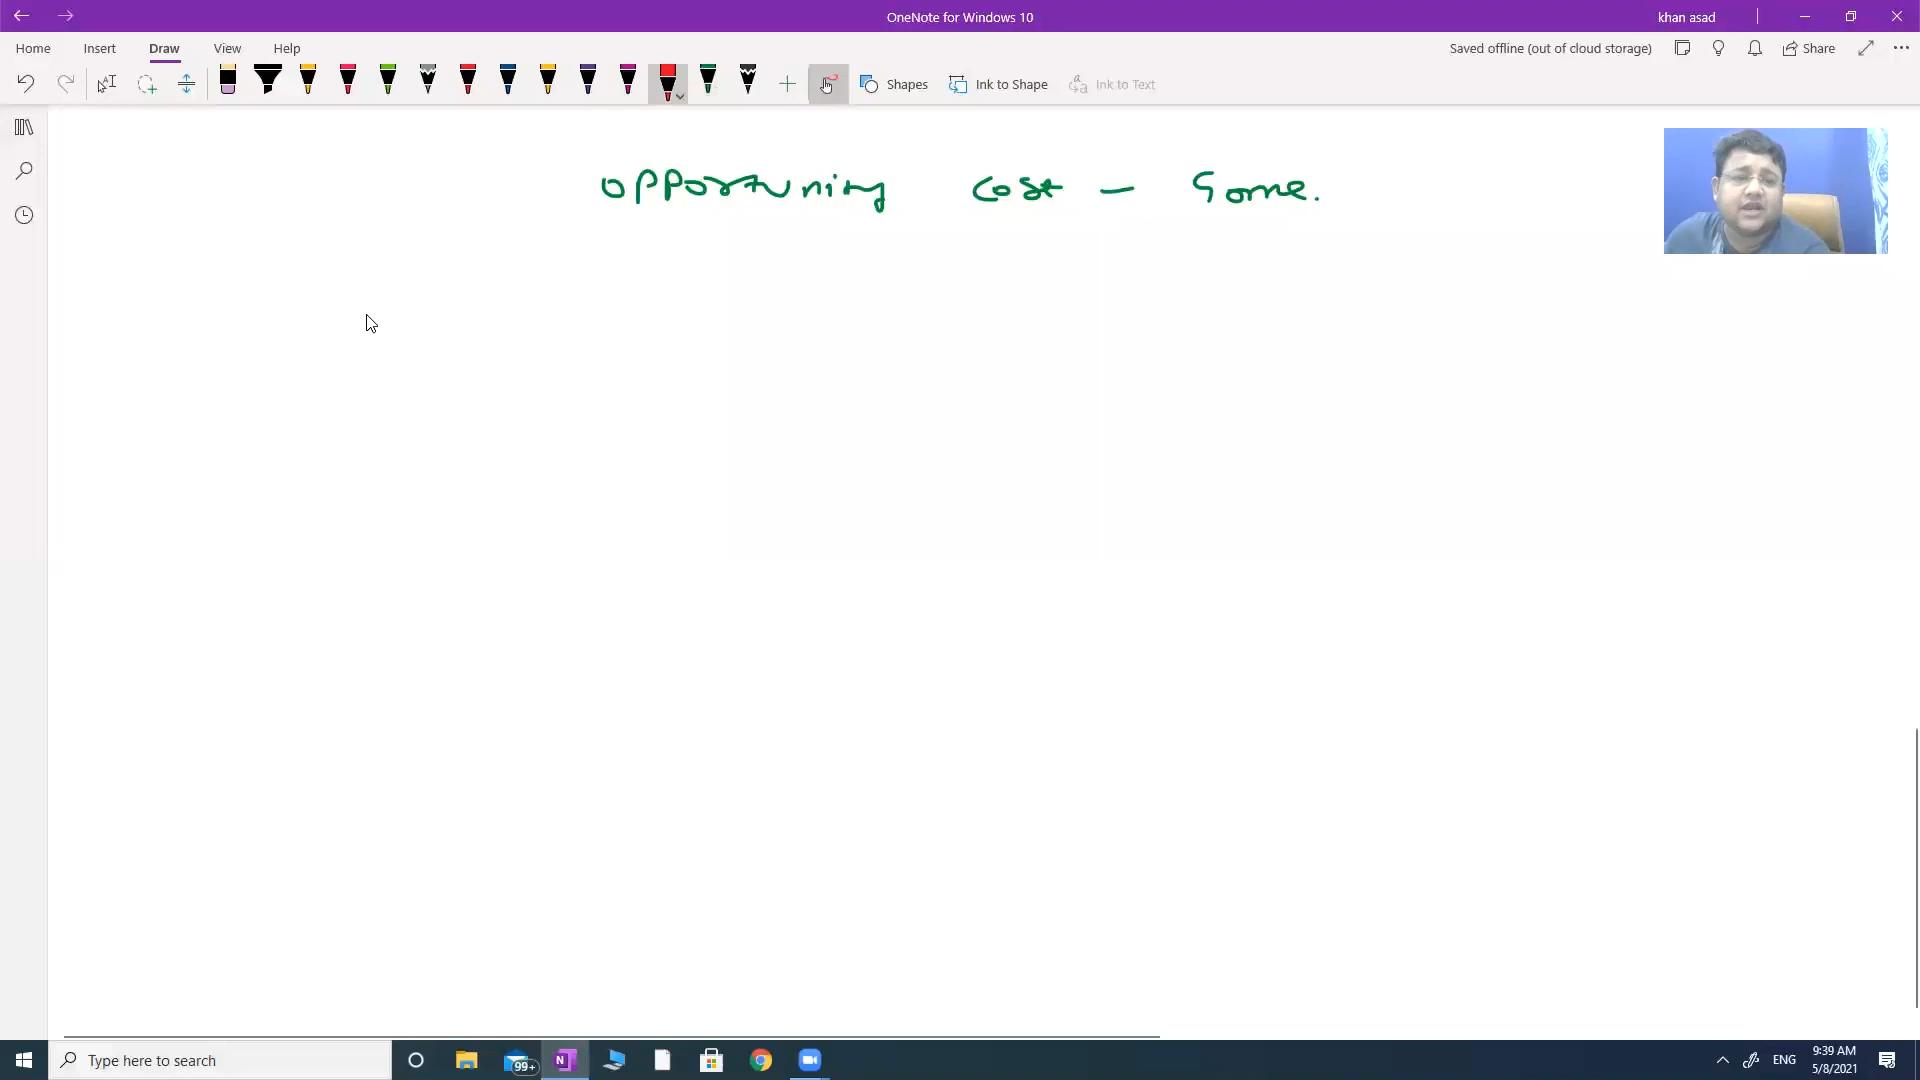 OneNote for Windows 10
khan asad
Home Insert Draw View Help
Saved offline (out of cloud storage)
Share
Shapes
Ink to Shape
Ink to Text
opportunity cost –
Type here to search
99+
N
ENG
9:39 AM
5/8/2021